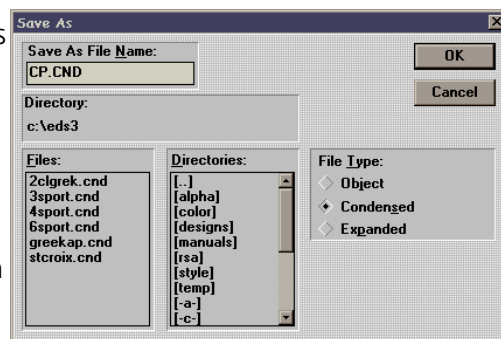 s
Save As
Save As File Name:
CP.CND
OK
Cancel
Directory:
c:\eds3
Files:
2clgrek.cnd
3sport.cnd
4sport.cnd
6sport.cnd
greekap.cnd
stcroix.cnd
Directories:
[..]
[alpha]
[color]
[designs]
[manuals]
[rsa]
[style]
[temp]
[-a-]
[-c-]
File Type:
Object
Condensed
Expanded